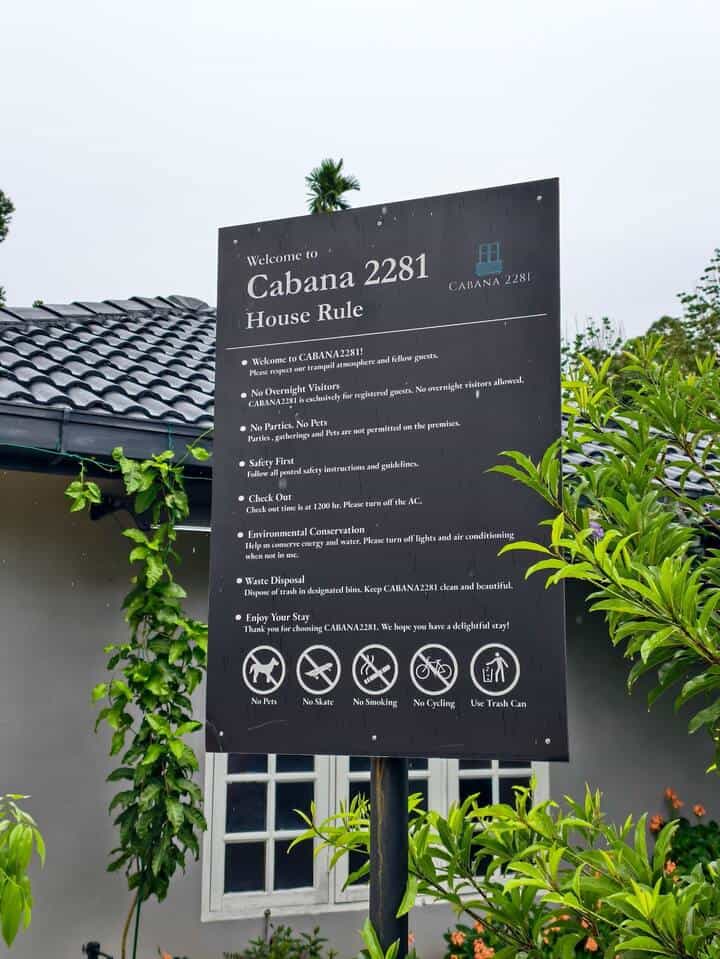 Welcome to
Cabana 2281
House Rule
CABANA 2281
Welcome to CABANA2281!
Please respect our tranquil atmosphere and fellow guests.
No Overnight Visitors
CABANA2281 is exclusively for registered guests. No overnight visitors allowed.
No Parties, No Pets
Parties , gatherings and Pets are not permitted on the premises.
Safety First
Follow all posted safety instructions and guidelines.
Check Out
Check out time is at 1200 hr. Please turn off the AC.
Environmental Conservation
Help us conserve energy and water. Please turn off lights and air conditioning
when not in use.
Waste Disposal
Dispose of trash in designated bins. Keep CABANA2281 clean and beautiful.
Enjoy Your Stay
Thank you for choosing CABANA2281. We hope you have a delightful stay!
No Pets No Skate No Smoking No Cycling Use Trash Can